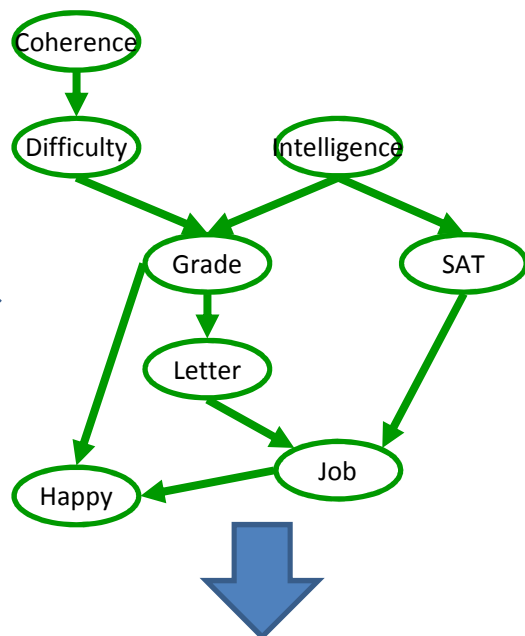 Coherence
Difficulty
Intelligence
Grade
SAT
Letter
Job
Happy